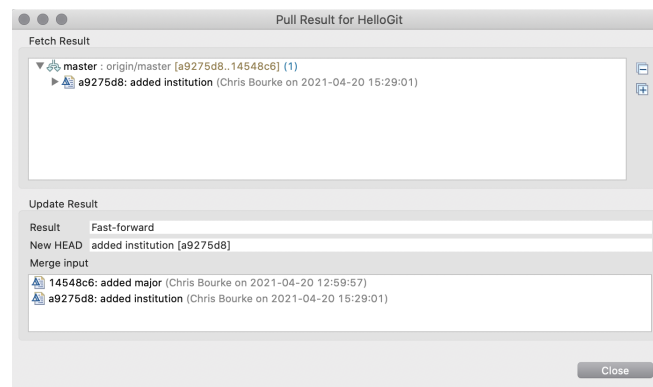 Pull Result for HelloGit
Fetch Result
master : origin/master [a9275d8..14548c6] (1)
a9275d8: added institution (Chris Bourke on 2021-04-20 15:29:01)
Update Result
Result Fast-forward
New HEAD added institution [a9275d8]
Merge input
14548c6: added major (Chris Bourke on 2021-04-20 12:59:57)
a9275d8: added institution (Chris Bourke on 2021-04-20 15:29:01)
Close